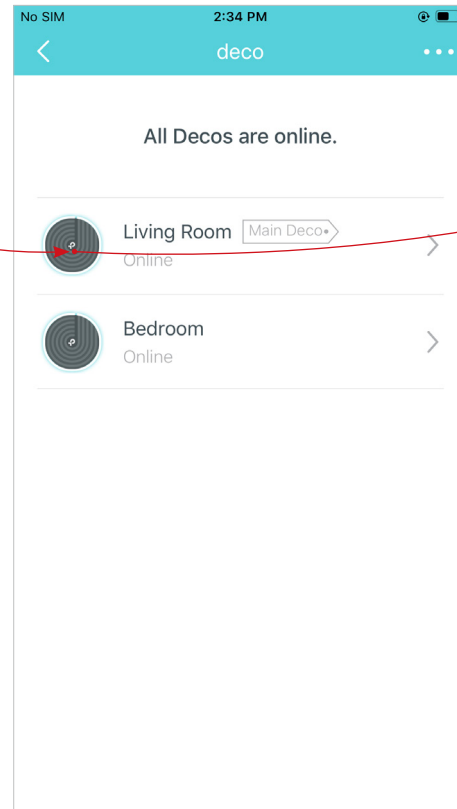 No SIM 2:34 PM
deco
All Decos are online.
Living Room Main Deco
Online
Bedroom
Online